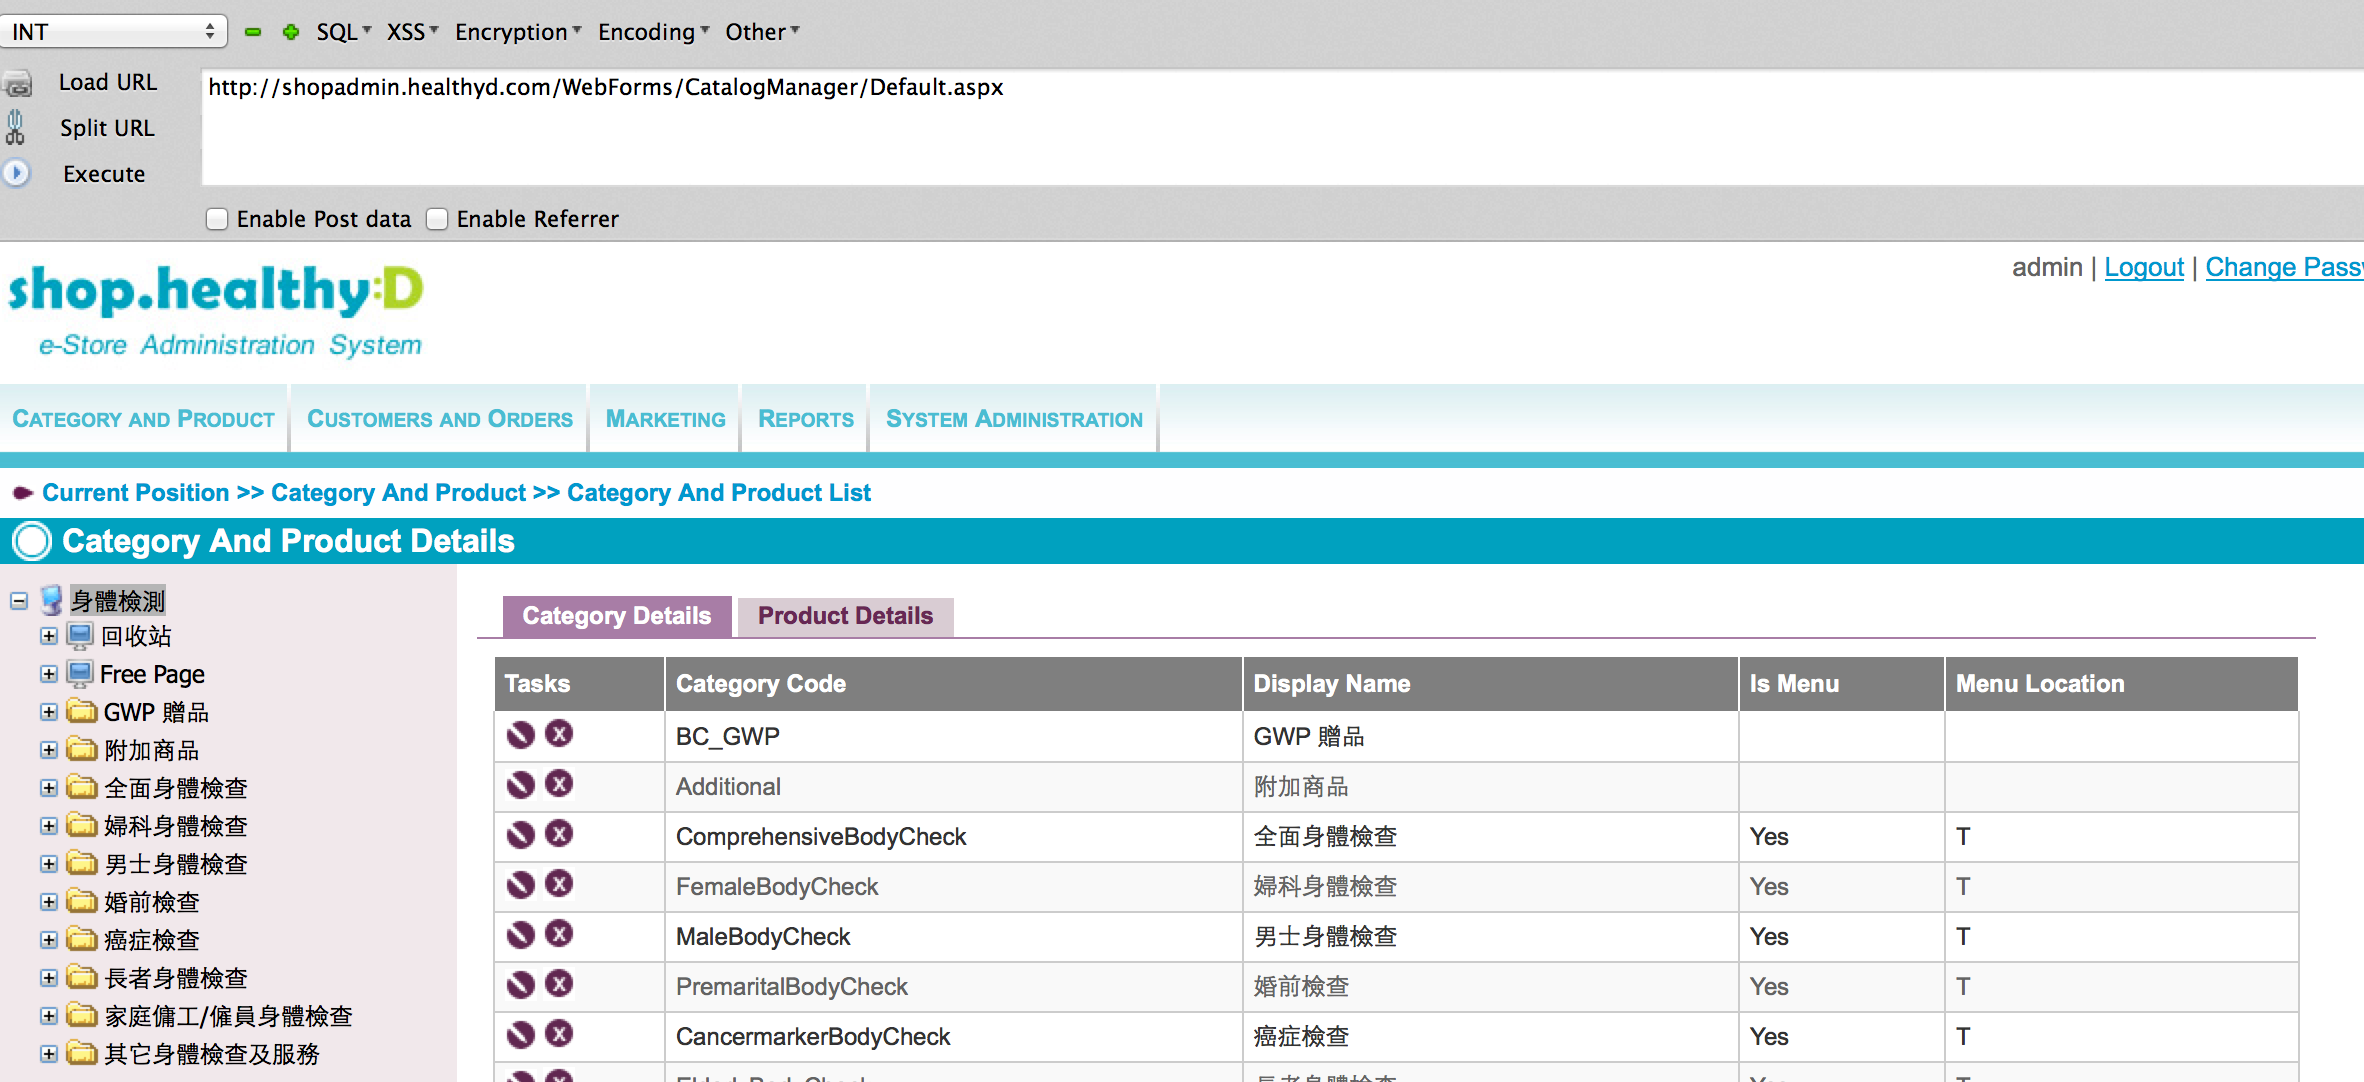 INT SQL XSS Encryption Encoding Other
Load URL http://shopadmin.healthyd.com/WebForms/CatalogManager/Default.aspx
Split URL
Execute
Enable Post data Enable Referrer
shop.healthy:D
e-Store Administration System
admin | Logout | Change
CATEGORY AND PRODUCT CUSTOMERS AND ORDERS MARKETING REPORTS SYSTEM ADMINISTRATION
Current Position >> Category And Product >> Category And Product List
Category And Product Details
身體檢測
回收站
Free Page
GWP 贈品
附加商品
全面身體檢查
婦科身體檢查
男士身體檢查
婚前檢查
癌症檢查
長者身體檢查
家庭傭工/僱員身體檢查
其它身體檢查及服務
Category Details Product Details
Tasks Category Code Display Name Is Menu Menu Location
BC_GWP GWP 贈品
Additional 附加商品
ComprehensiveBodyCheck 全面身體檢查 Yes T
FemaleBodyCheck 婦科身體檢查 Yes T
MaleBodyCheck 男士身體檢查 Yes T
PremaritalBodyCheck 婚前檢查 Yes T
CancermarkerBodyCheck 癌症檢查 Yes T